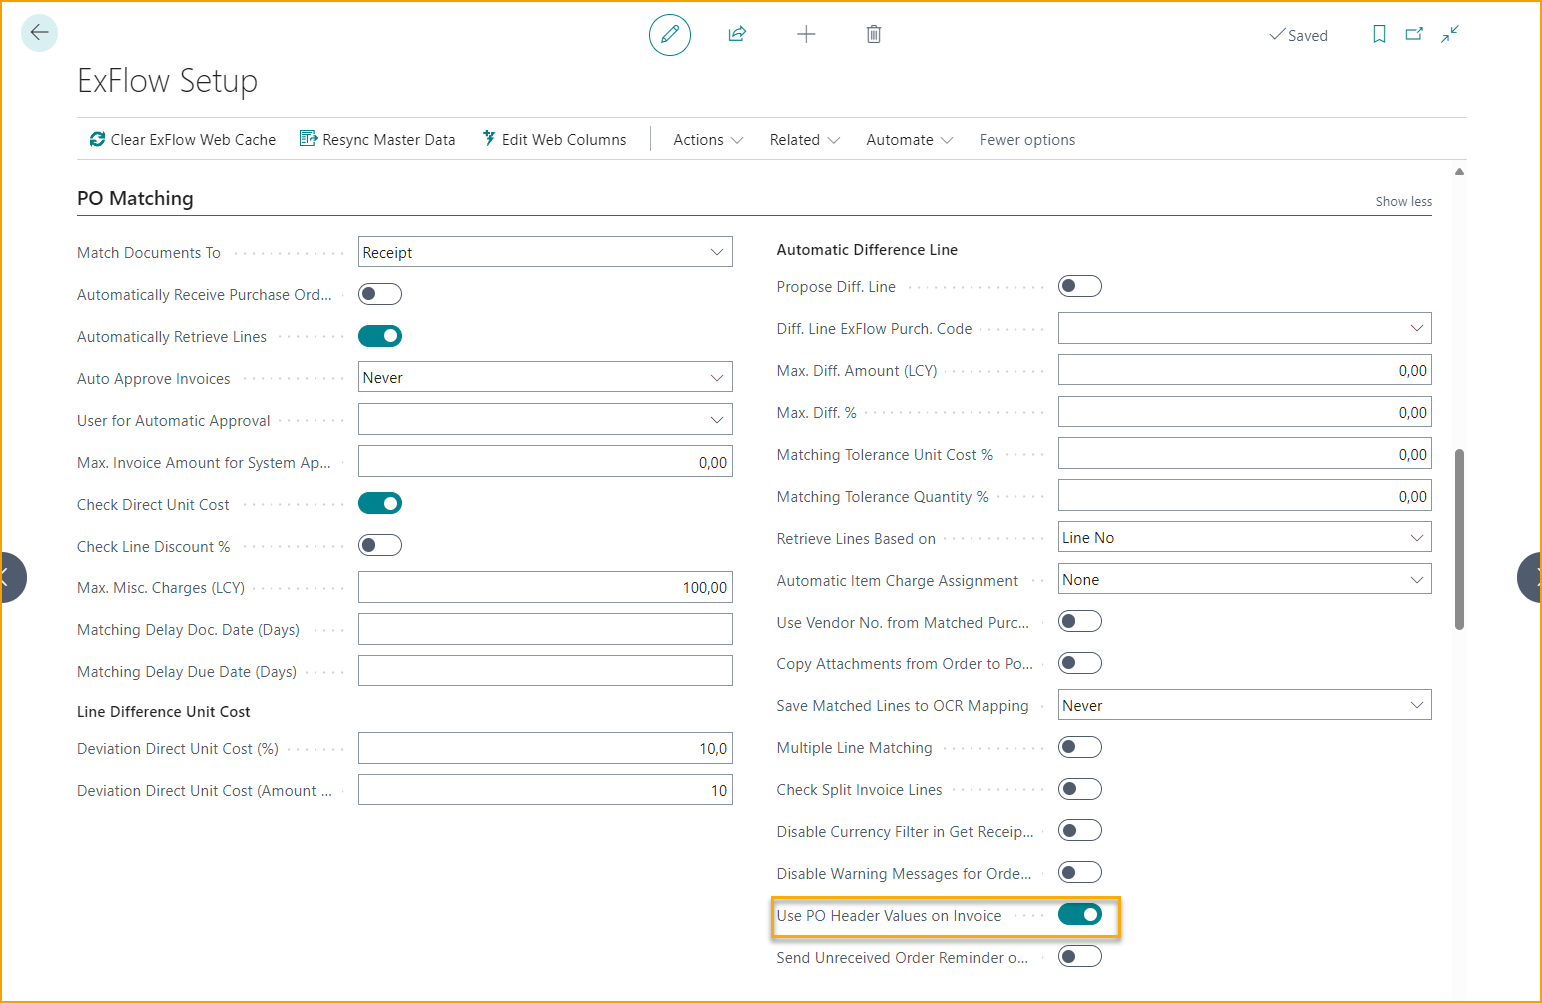 Saved
ExFlow Setup
Clear ExFlow Web Cache
Resync Master Data
Edit Web Columns
Actions
Related
Automate
Fewer options
PO Matching
Show less
Match Documents To
Receipt
Automatically Receive Purchase Ord...
Automatically Retrieve Lines
Auto Approve Invoices
Never
User for Automatic Approval
Max. Invoice Amount for System Ap...
0,00
Check Direct Unit Cost
Check Line Discount %
Max. Misc. Charges (LCY)
100,00
Matching Delay Doc. Date (Days)
Matching Delay Due Date (Days)
Line Difference Unit Cost
Deviation Direct Unit Cost (%)
10,0
Deviation Direct Unit Cost (Amount ...
10
Automatic Difference Line
Propose Diff. Line
Diff. Line ExFlow Purch. Code
Max. Diff. Amount (LCY)
0,00
Max. Diff. %
0,00
Matching Tolerance Unit Cost %
0,00
Matching Tolerance Quantity %
0,00
Retrieve Lines Based on
Line No
Automatic Item Charge Assignment
None
Use Vendor No. from Matched Purc...
Copy Attachments from Order to Po...
Save Matched Lines to OCR Mapping
Never
Multiple Line Matching
Check Split Invoice Lines
Disable Currency Filter in Get Receip...
Disable Warning Messages for Orde...
Use PO Header Values on Invoice
Send Unreceived Order Reminder o...